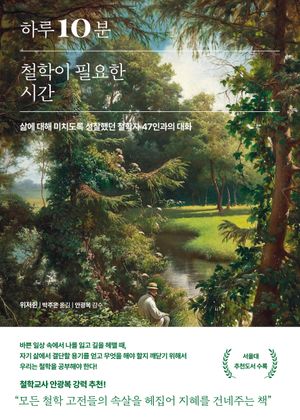 하루 10분
철학이 필요한
시간
삶에 대해 미치도록 성찰했던 철학자 47인과의 대화
위저쥔 | 박주은 옮김 | 안광복 감수
바쁜 일상 속에서 나를 잃고 길을 헤맬 때,
자기 삶에서 결단할 용기를 얻고 무엇을 해야 할지 깨닫기 위해서
우리는 철학을 공부해야 한다!
서울대
추천도서 수록
철학교사 안광복 강력 추천!
“모든 철학 고전들의 속살을 헤집어 지혜를 건네주는 책”